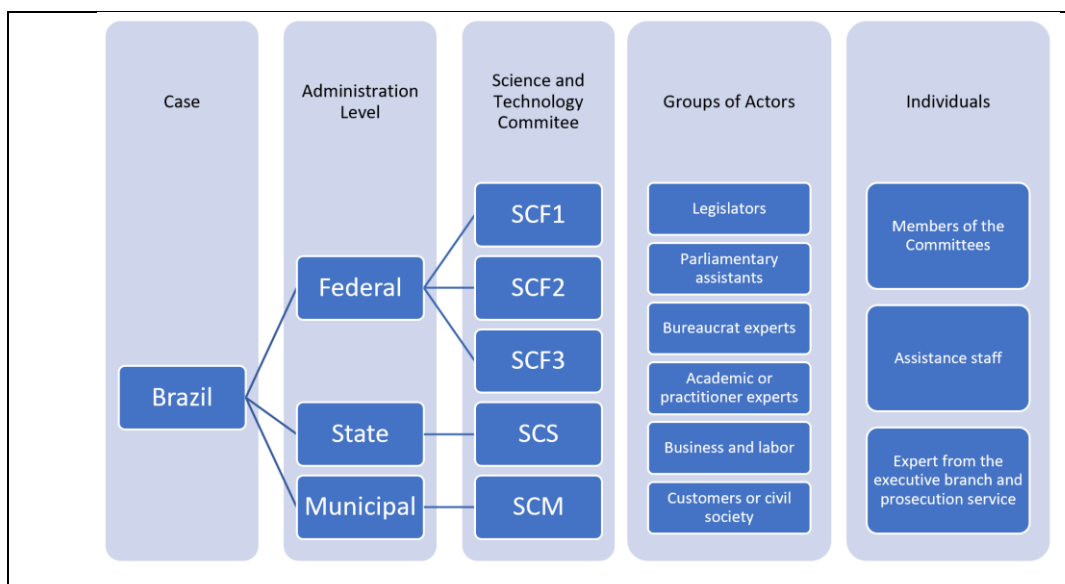 Case
Administration
Level
Science and
Technology
Commitee
Groups of Actors
Individuals
Brazil
Federal
State
Municipal
SCF1
SCF2
SCF3
SCS
SCM
Legislators
Parliamentary
assistants
Bureaucrat experts
Academic or
practitioner experts
Business and labor
Customers or civil
society
Members of the
Committees
Assistance staff
Expert from the
executive branch and
prosecution service